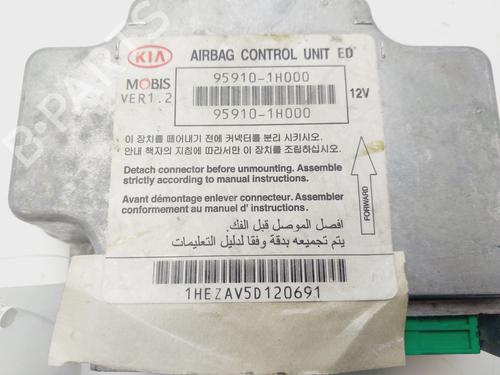 KIA AIRBAG CONTROL UNIT ED
MOBIS
VER1.2
95910-1H000
12V
95910-1H000
이 장치를 떼어내기 전에 커넥터를 분리 시키시오.
안내 책자의 지침에 따라서만 이 장치를 조립하십시오.
Detach connector before unmounting. Assemble
strictly according to manual instructions.
Avant démontage enlever connecteur. Assembler
conformement au manuel d' instructions.
FORWARD
افصل الموصل قبل الفك.
يتم تجميعه بدقة وفقا لدليل التعليمات
1HEZAV5D120691
B-PARTS